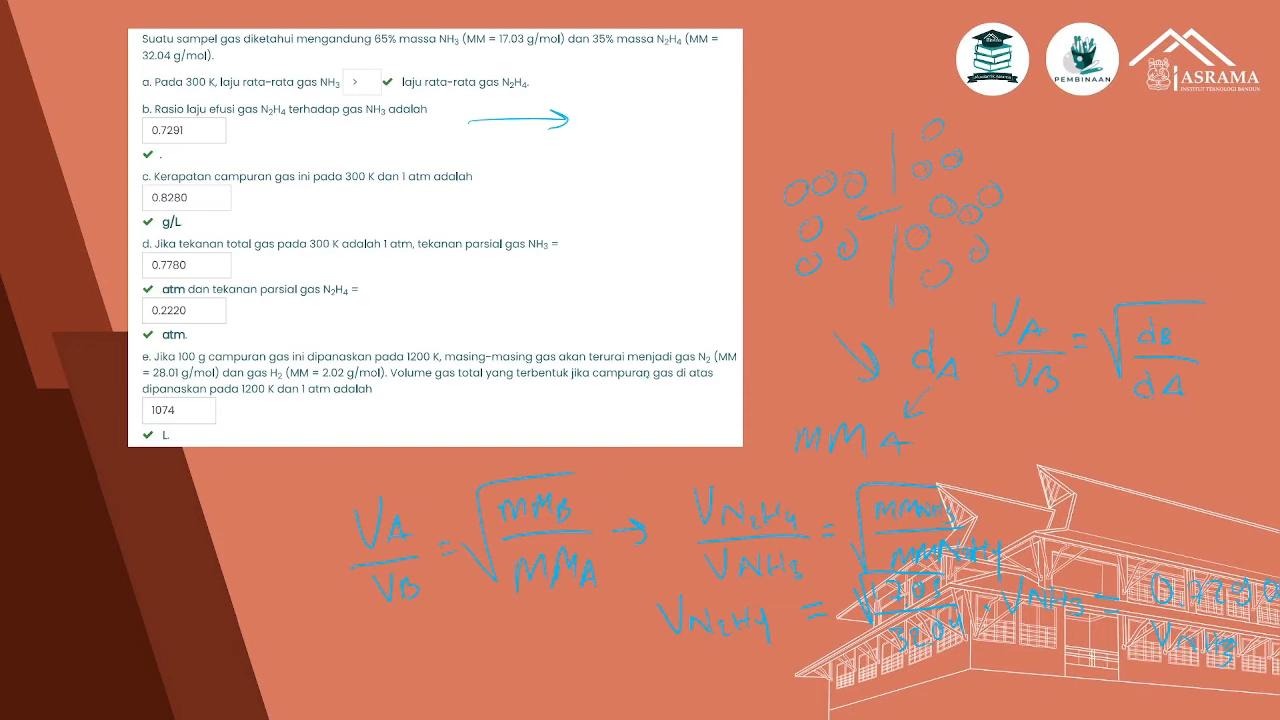 Suatu sampel gas diketahui mengandung 65% massa NH₃ (MM = 17.03 g/mol) dan 35% massa N₂H₄ (MM =
32.04 g/mol).
a. Pada 300 K, laju rata-rata gas NH₃ > laju rata-rata gas N₂H₄.
b. Rasio laju efusi gas N₂H₄ terhadap gas NH₃ adalah
0.7291
.
c. Kerapatan campuran gas ini pada 300 K dan 1 atm adalah
0.8280
g/L
d. Jika tekanan total gas pada 300 K adalah 1 atm, tekanan parsial gas NH₃ =
0.7780
atm dan tekanan parsial gas N₂H₄ =
0.2220
atm.
e. Jika 100 g campuran gas ini dipanaskan pada 1200 K, masing-masing gas akan terurai menjadi gas N₂ (MM
= 28.01 g/mol) dan gas H₂ (MM = 2.02 g/mol). Volume gas total yang terbentuk jika campuran gas di atas
dipanaskan pada 1200 K dan 1 atm adalah
1074
L.
PEMBINAAN
ASRAMA
INSTITUT TEKNOLOGI BANDUNG
dA
VA/VB = √(dB/dA)
MM A
VA/VB = √(MMB/MMA) → VN₂H₄/VNH₃ = √(MMNH₃/MMN₂H₄)
VN₂H₄ = √(17.03/32.04) . VNH₃ = 0.7290
VNH₃